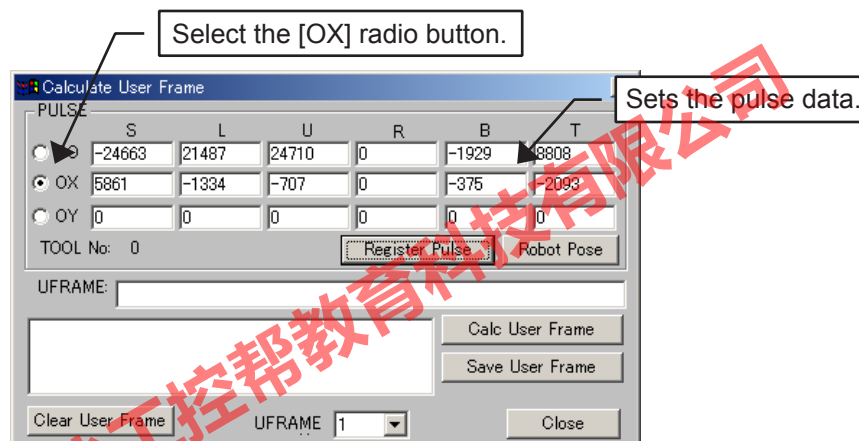 Select the [OX] radio button.
Calculate User Frame
Sets the pulse data.
PULSE
S L U R B T
-24663 21487 24710 0 -1929 8808
OX 5861 -1334 -707 0 -375 -2093
OY 0 0 0 0 0 0
TOOL No: 0 Register Pulse Robot Pose
UFRAME:
Calc User Frame
Save User Frame
Clear User Frame UFRAME 1 Close
工控帮教育科技有限公司